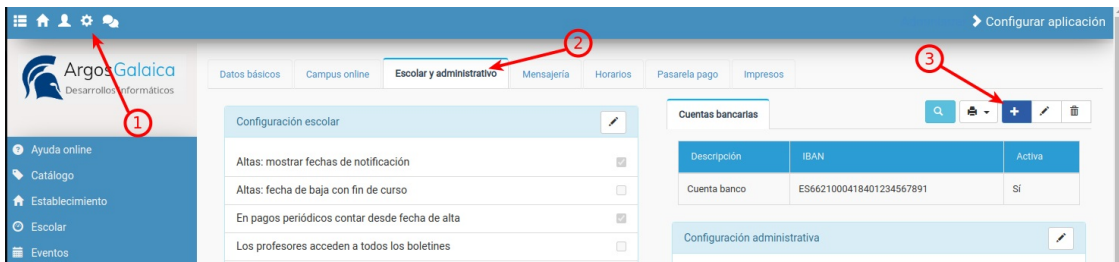 Configurar aplicación
1
2
3
ArgosGalaica
Desarrollos Informáticos
Ayuda online
Catálogo
Establecimiento
Escolar
Eventos
Datos básicos
Campus online
Escolar y administrativo
Mensajería
Horarios
Pasarela pago
Impresos
Configuración escolar
Altas: mostrar fechas de notificación
Altas: fecha de baja con fin de curso
En pagos periódicos contar desde fecha de alta
Los profesores acceden a todos los boletines
Cuentas bancarias
Descripción IBAN Activa
Cuenta banco ES6621000418401234567891 Sí
Configuración administrativa